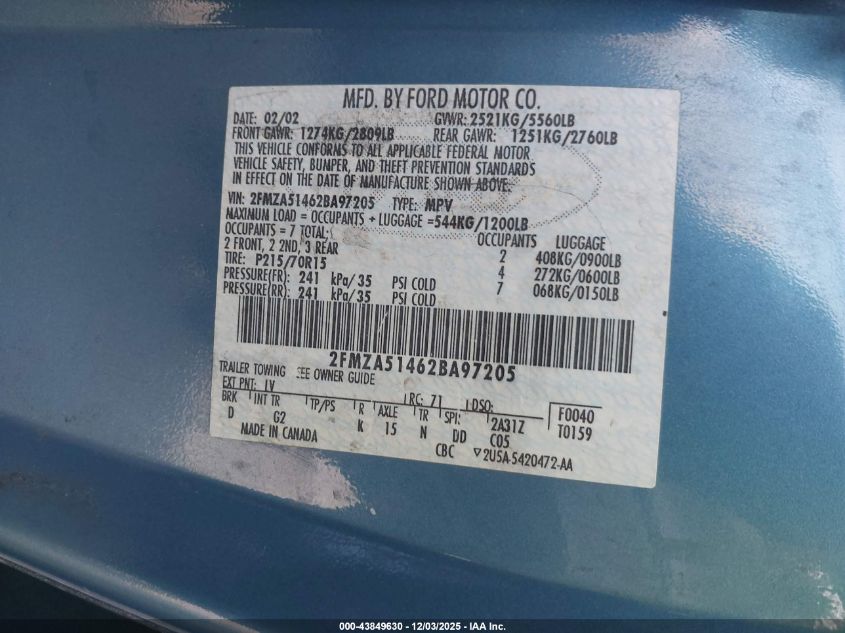 MFD. BY FORD MOTOR CO.
DATE: 02/02 GVWR: 2521KG/5560LB
FRONT GAWR: 1274KG/2809LB REAR GAWR: 1251KG/2760LB
THIS VEHICLE CONFORMS TO ALL APPLICABLE FEDERAL MOTOR
VEHICLE SAFETY, BUMPER, AND THEFT PREVENTION STANDARDS
IN EFFECT ON THE DATE OF MANUFACTURE SHOWN ABOVE.
VIN: 2FMZA51462BA97205 TYPE: MPV
MAXIMUM LOAD = OCCUPANTS + LUGGAGE =544KG/1200LB
OCCUPANTS = 7 TOTAL; OCCUPANTS LUGGAGE
2 FRONT, 2 2ND, 3 REAR 2 408KG/0900LB
TIRE: P215/70R15 4 272KG/0600LB
PRESSURE(FR) 241 kPa/35 PSI COLD 7 068KG/0150LB
PRESSURE(RR) 241 kPa/35 PSI COLD
2FMZA51462BA97205
TRAILER TOWING SEE OWNER GUIDE
EXT PNT: LV RC: 71 DSO:
BRK INT TR TP/PS R AXLE TR SPI: 2A31Z F0040
D G2 K 15 N DD C05 T0159
MADE IN CANADA CBC ▽2USA-5420472-AA
000-43849630 - 12/03/2025 - IAA Inc.